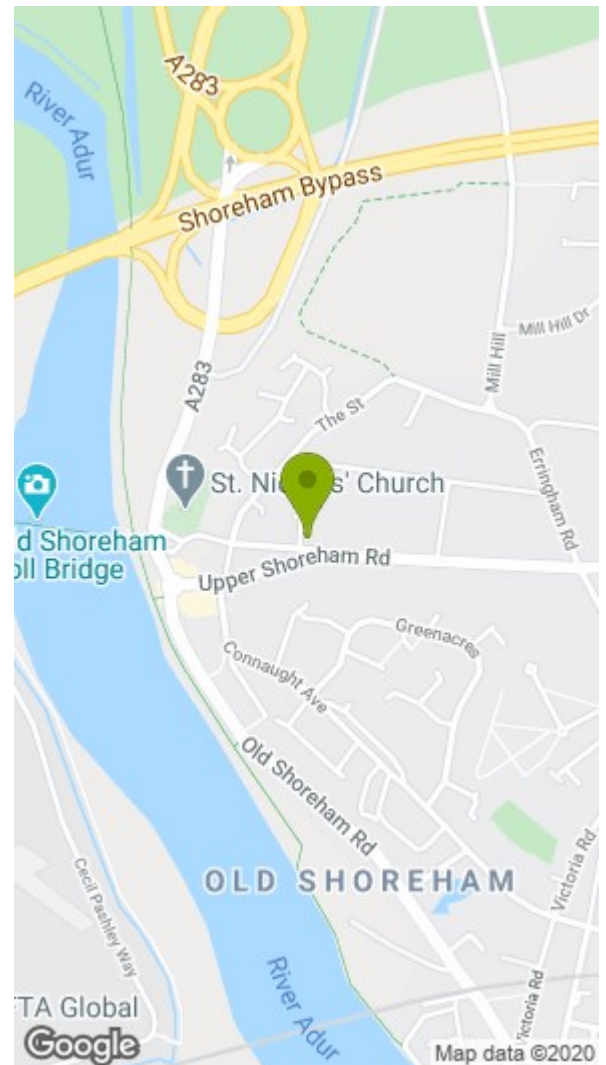 A283
River Adur
Shoreham Bypass
Mill Hill Dr
Mill Hill
A283
The St
Erringham Rd
St. Nic s' Church
d Shoreham
oll Bridge
Upper Shoreham Rd
Greenacres
Connaught Ave
Old Shoreham Rd
Victoria Rd
OLD SHOREHAM
Cecil Pashley Way
River Adur
Victoria Rd
FTA Global
Google
Map data ©2020